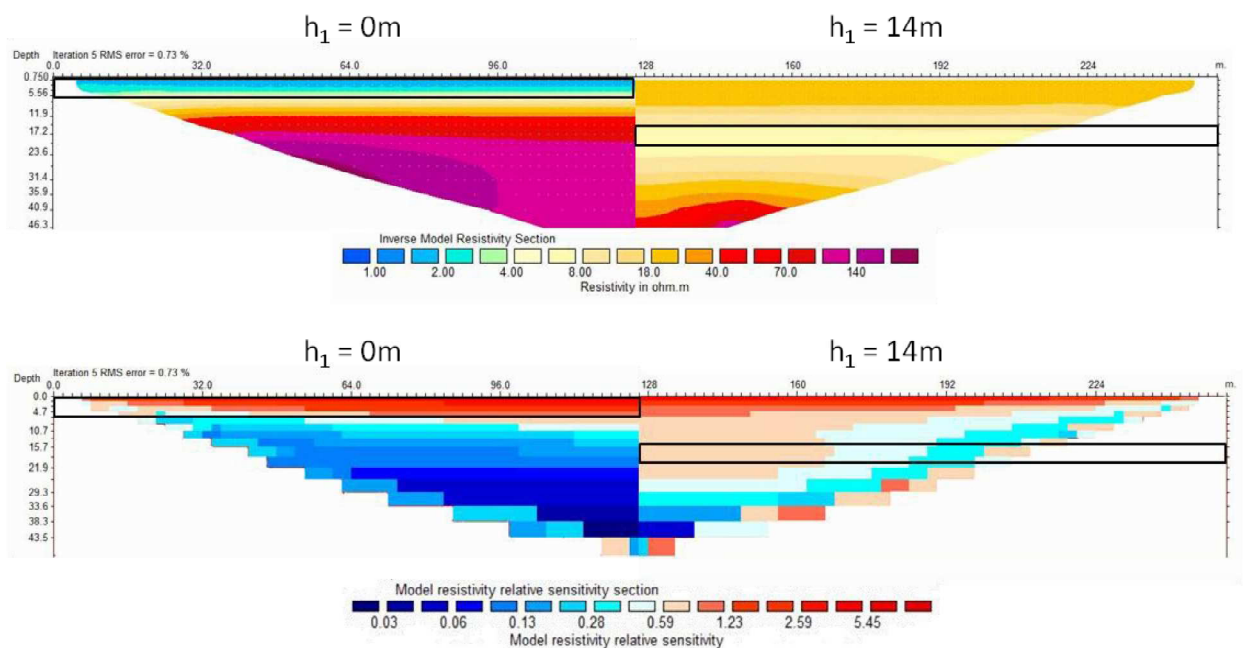 h₁ = 0m h₁ = 14m
Depth Iteration 5 RMS error = 0.73 %
0.0 32.0 64.0 96.0 128 160 192 224 m.
0.750
5.56
11.9
17.2
23.6
31.4
35.9
40.9
46.3
Inverse Model Resistivity Section
1.00 2.00 4.00 8.00 18.0 40.0 70.0 140
Resistivity in ohm.m
h₁ = 0m h₁ = 14m
Depth Iteration 5 RMS error = 0.73 %
0.0 32.0 64.0 96.0 128 160 192 224 m.
0.0
4.7
10.7
15.7
21.9
29.3
33.6
38.3
43.5
Model resistivity relative sensitivity section
0.03 0.06 0.13 0.28 0.59 1.23 2.59 5.45
Model resistivity relative sensitivity